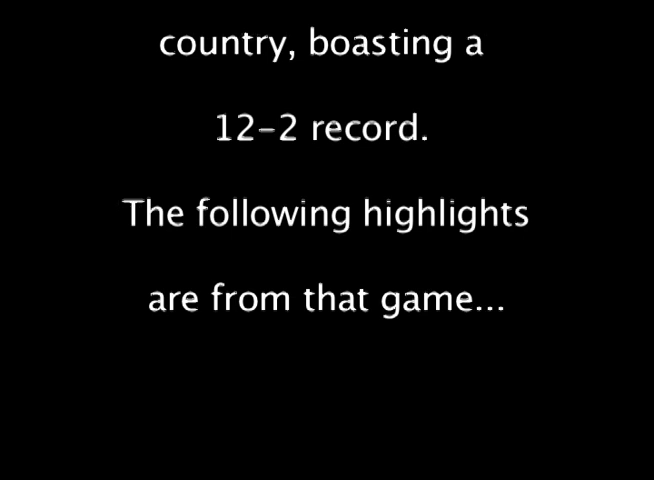 country, boasting a
12-2 record.
The following highlights
are from that game...